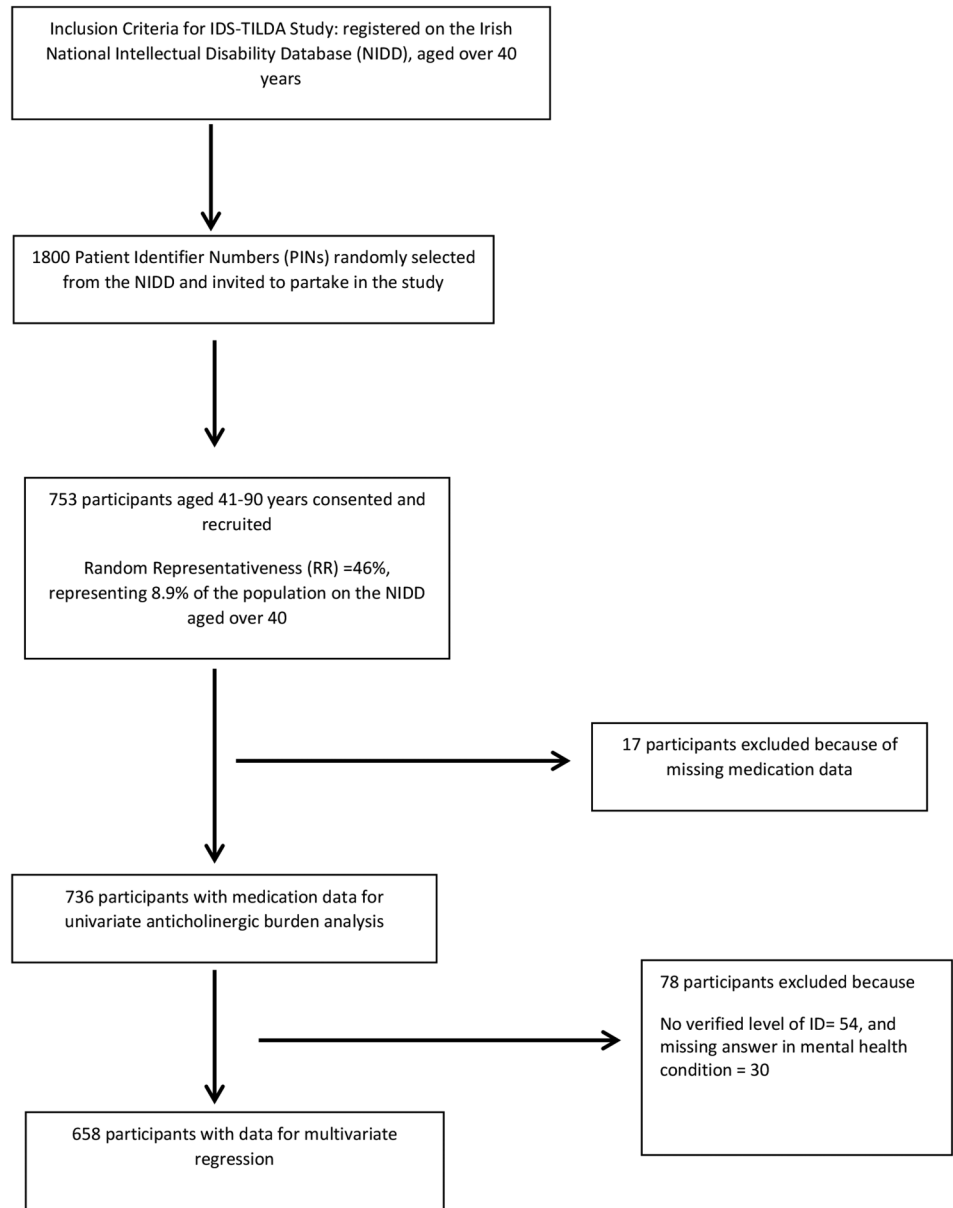 Inclusion Criteria for IDS-TILDA Study: registered on the Irish
National Intellectual Disability Database (NIDD), aged over 40
years
1800 Patient Identifier Numbers (PINs) randomly selected
from the NIDD and invited to partake in the study
753 participants aged 41-90 years consented and
recruited
Random Representativeness (RR) =46%,
representing 8.9% of the population on the NIDD
aged over 40
17 participants excluded because of
missing medication data
736 participants with medication data for
univariate anticholinergic burden analysis
78 participants excluded because
No verified level of ID= 54, and
missing answer in mental health
condition = 30
658 participants with data for multivariate
regression